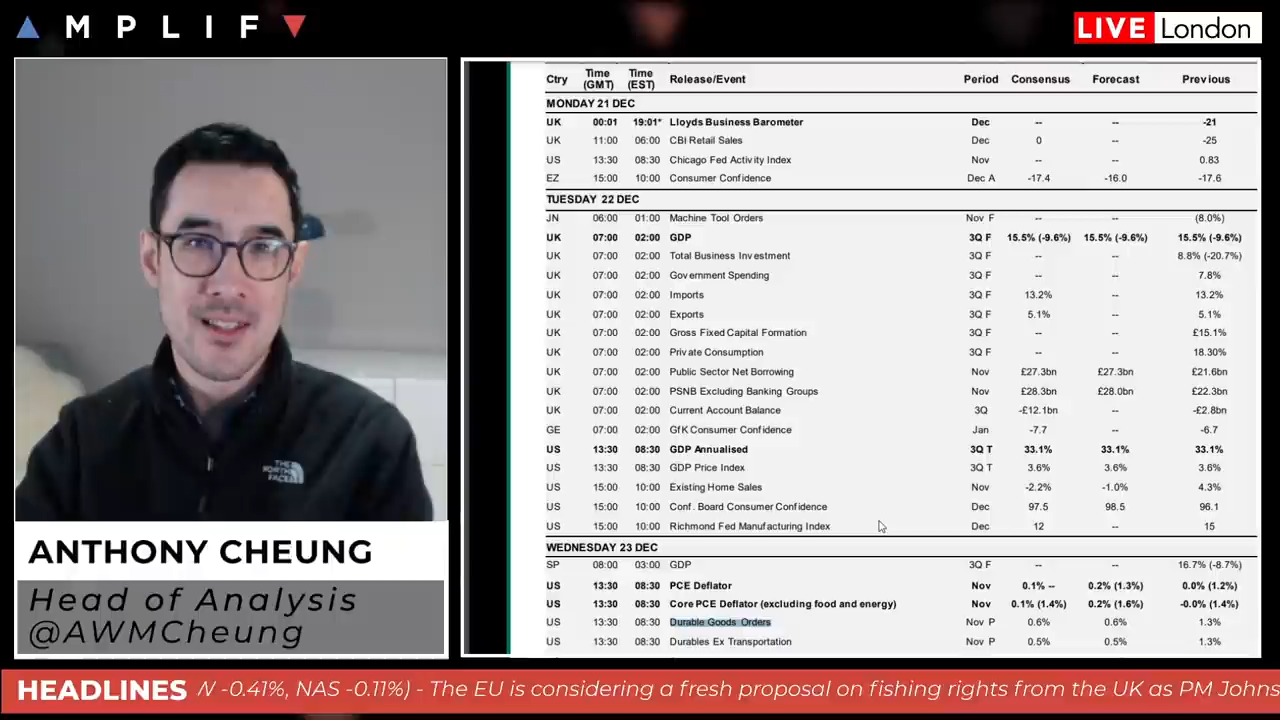 AMPLIFY
LIVE London
Ctry Time (GMT) Time (EST) Release/Event Period Consensus Forecast Previous
MONDAY 21 DEC
UK 00:01 19:01* Lloyds Business Barometer Dec -- -- -21
UK 11:00 06:00 CBI Retail Sales Dec 0 -25
US 13:30 08:30 Chicago Fed Activity Index Nov -- -- 0.83
EZ 15:00 10:00 Consumer Confidence Dec A -17.4 -16.0 -17.6
TUESDAY 22 DEC
JN 06:00 01:00 Machine Tool Orders Nov F -- -- (8.0%)
UK 07:00 02:00 GDP 3Q F 15.5% (-9.6%) 15.5% (-9.6%) 15.5% (-9.6%)
UK 07:00 02:00 Total Business Investment 3Q F -- -- 8.8% (-20.7%)
UK 07:00 02:00 Government Spending 3Q F -- -- 7.8%
UK 07:00 02:00 Imports 3Q F 13.2% -- 13.2%
UK 07:00 02:00 Exports 3Q F 5.1% -- 5.1%
UK 07:00 02:00 Gross Fixed Capital Formation 3Q F -- -- £15.1%
UK 07:00 02:00 Private Consumption 3Q F -- -- 18.30%
UK 07:00 02:00 Public Sector Net Borrowing Nov £27.3bn £27.3bn £21.6bn
UK 07:00 02:00 PSNB Excluding Banking Groups Nov £28.3bn £28.0bn £22.3bn
UK 07:00 02:00 Current Account Balance 3Q -£12.1bn -- -£2.8bn
GE 07:00 02:00 GfK Consumer Confidence Jan -7.7 -- -6.7
US 13:30 08:30 GDP Annualised 3Q T 33.1% 33.1% 33.1%
US 13:30 08:30 GDP Price Index 3Q T 3.6% 3.6% 3.6%
US 15:00 10:00 Existing Home Sales Nov -2.2% -1.0% 4.3%
US 15:00 10:00 Conf. Board Consumer Confidence Dec 97.5 98.5 96.1
US 15:00 10:00 Richmond Fed Manufacturing Index Dec 12 -- 15
WEDNESDAY 23 DEC
SP 08:00 03:00 GDP 3Q F -- -- 16.7% (-8.7%)
US 13:30 08:30 PCE Deflator Nov 0.1% -- 0.2% (1.3%) 0.0% (1.2%)
US 13:30 08:30 Core PCE Deflator (excluding food and energy) Nov 0.1% (1.4%) 0.2% (1.6%) -0.0% (1.4%)
US 13:30 08:30 Durable Goods Orders Nov P 0.6% 0.6% 1.3%
US 13:30 08:30 Durables Ex Transportation Nov P 0.5% 0.5% 1.3%
THE NORTH FACE
ANTHONY CHEUNG
Head of Analysis
@AWMCheung
HEADLINES W -0.41%, NAS -0.11%) - The EU is considering a fresh proposal on fishing rights from the UK as PM Johns